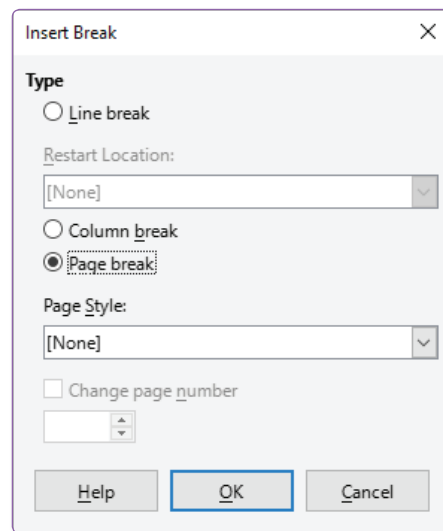 Insert Break
Type
Line break
Restart Location:
[None]
Column break
Page break
Page Style:
[None]
Change page number
Help OK Cancel